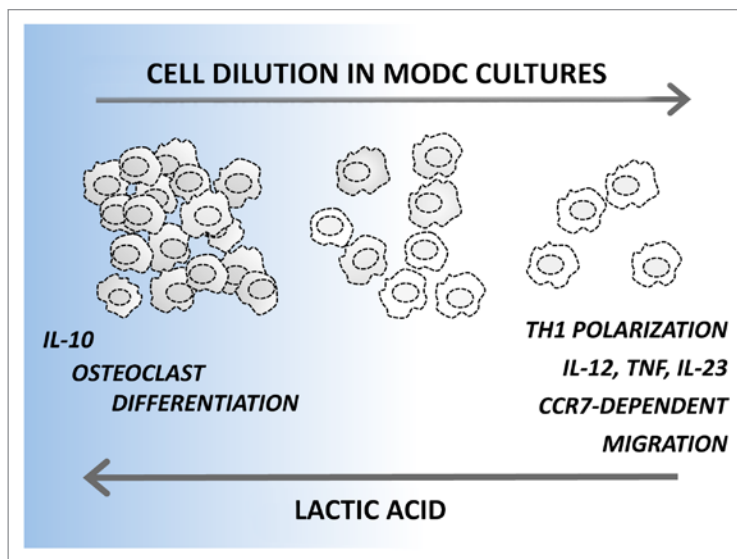 CELL DILUTION IN MODC CULTURES
IL-10
OSTEOCLAST
DIFFERENTIATION
TH1 POLARIZATION
IL-12, TNF, IL-23
CCR7-DEPENDENT
MIGRATION
LACTIC ACID